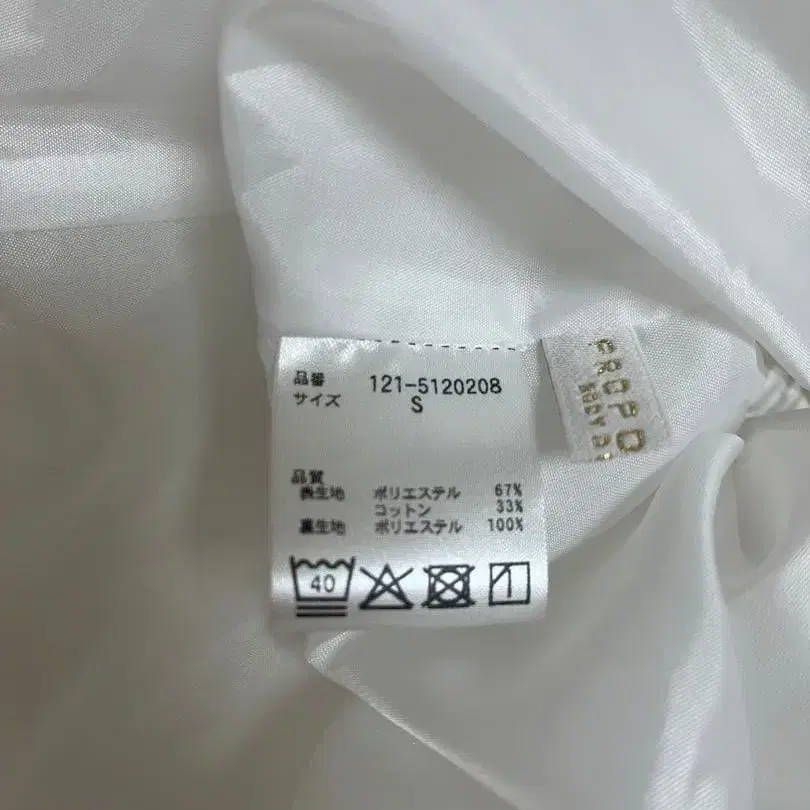 品番 121-5120208
サイズ S
品質
表生地 ポリエステル 67%
コットン 33%
裏生地 ポリエステル 100%
40
PROPO